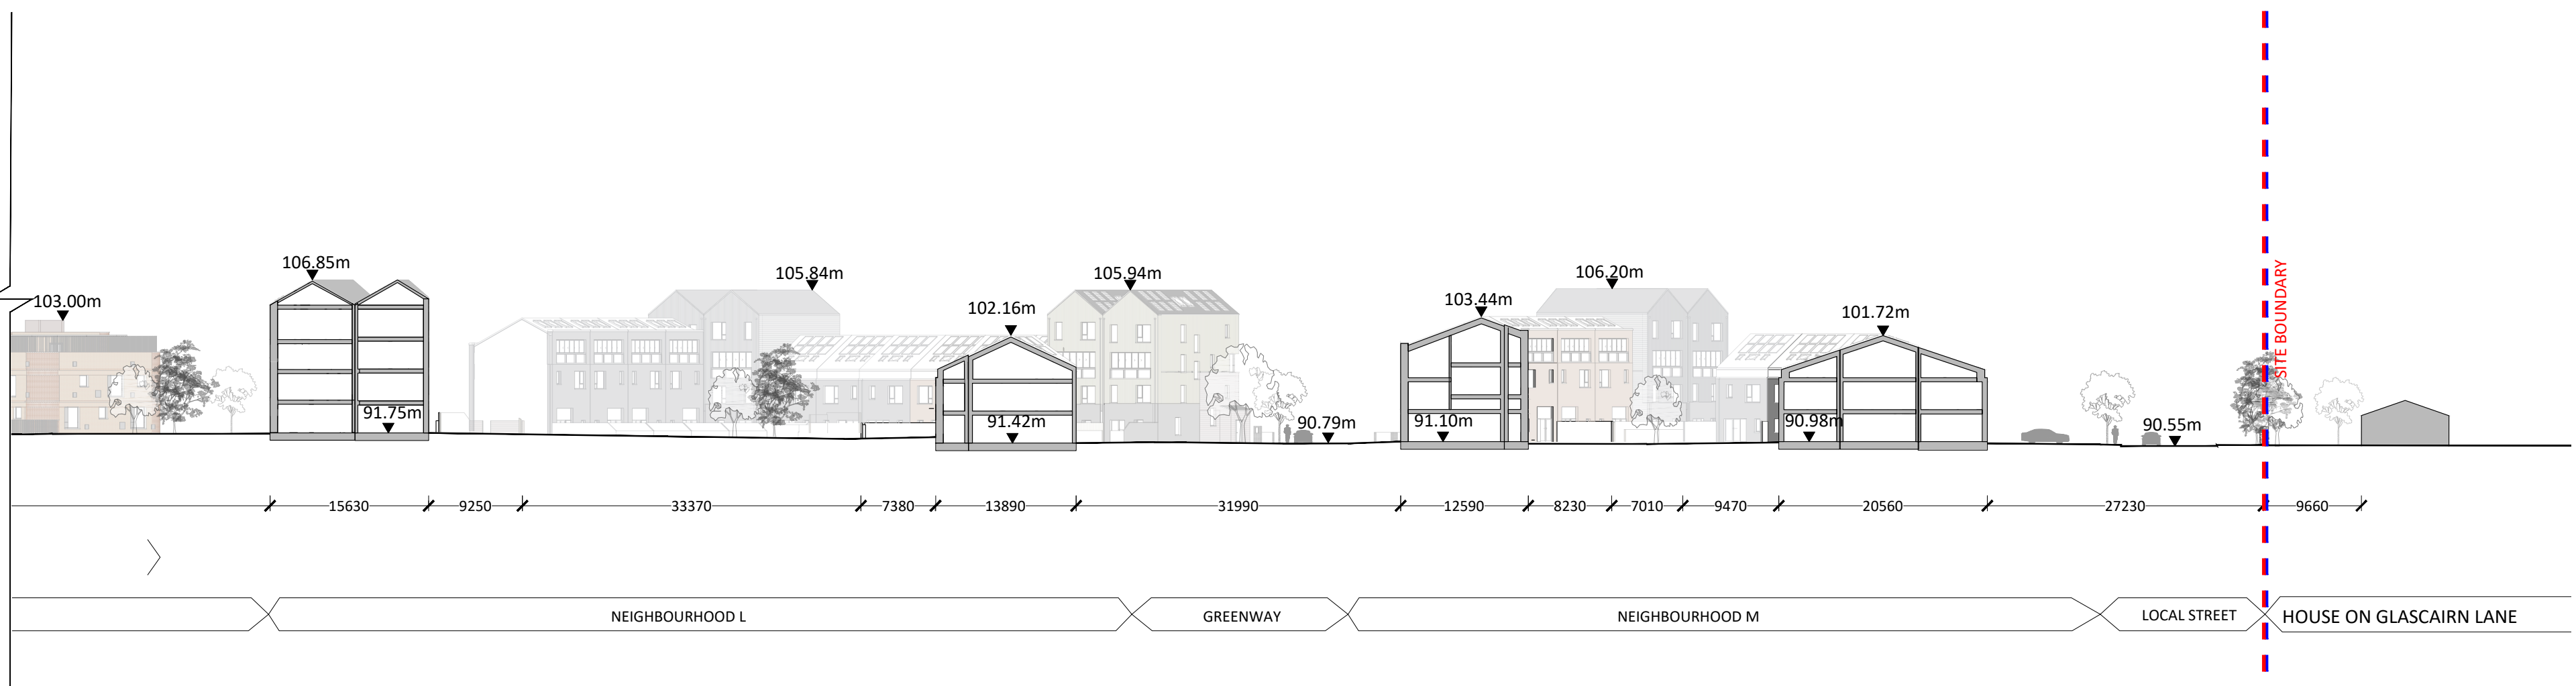 106.85m
103.00m
105.84m
105.94m
106.20m
102.16m
103.44m
101.72m
SITE BOUNDARY
91.75m
91.42m
90.79m
91.10m
90.98m
90.55m
15630
9250
33370
7380
13890
31990
12590
8230
7010
9470
20560
27230
9660
NEIGHBOURHOOD L
GREENWAY
NEIGHBOURHOOD M
LOCAL STREET
HOUSE ON GLASCAIRN LANE